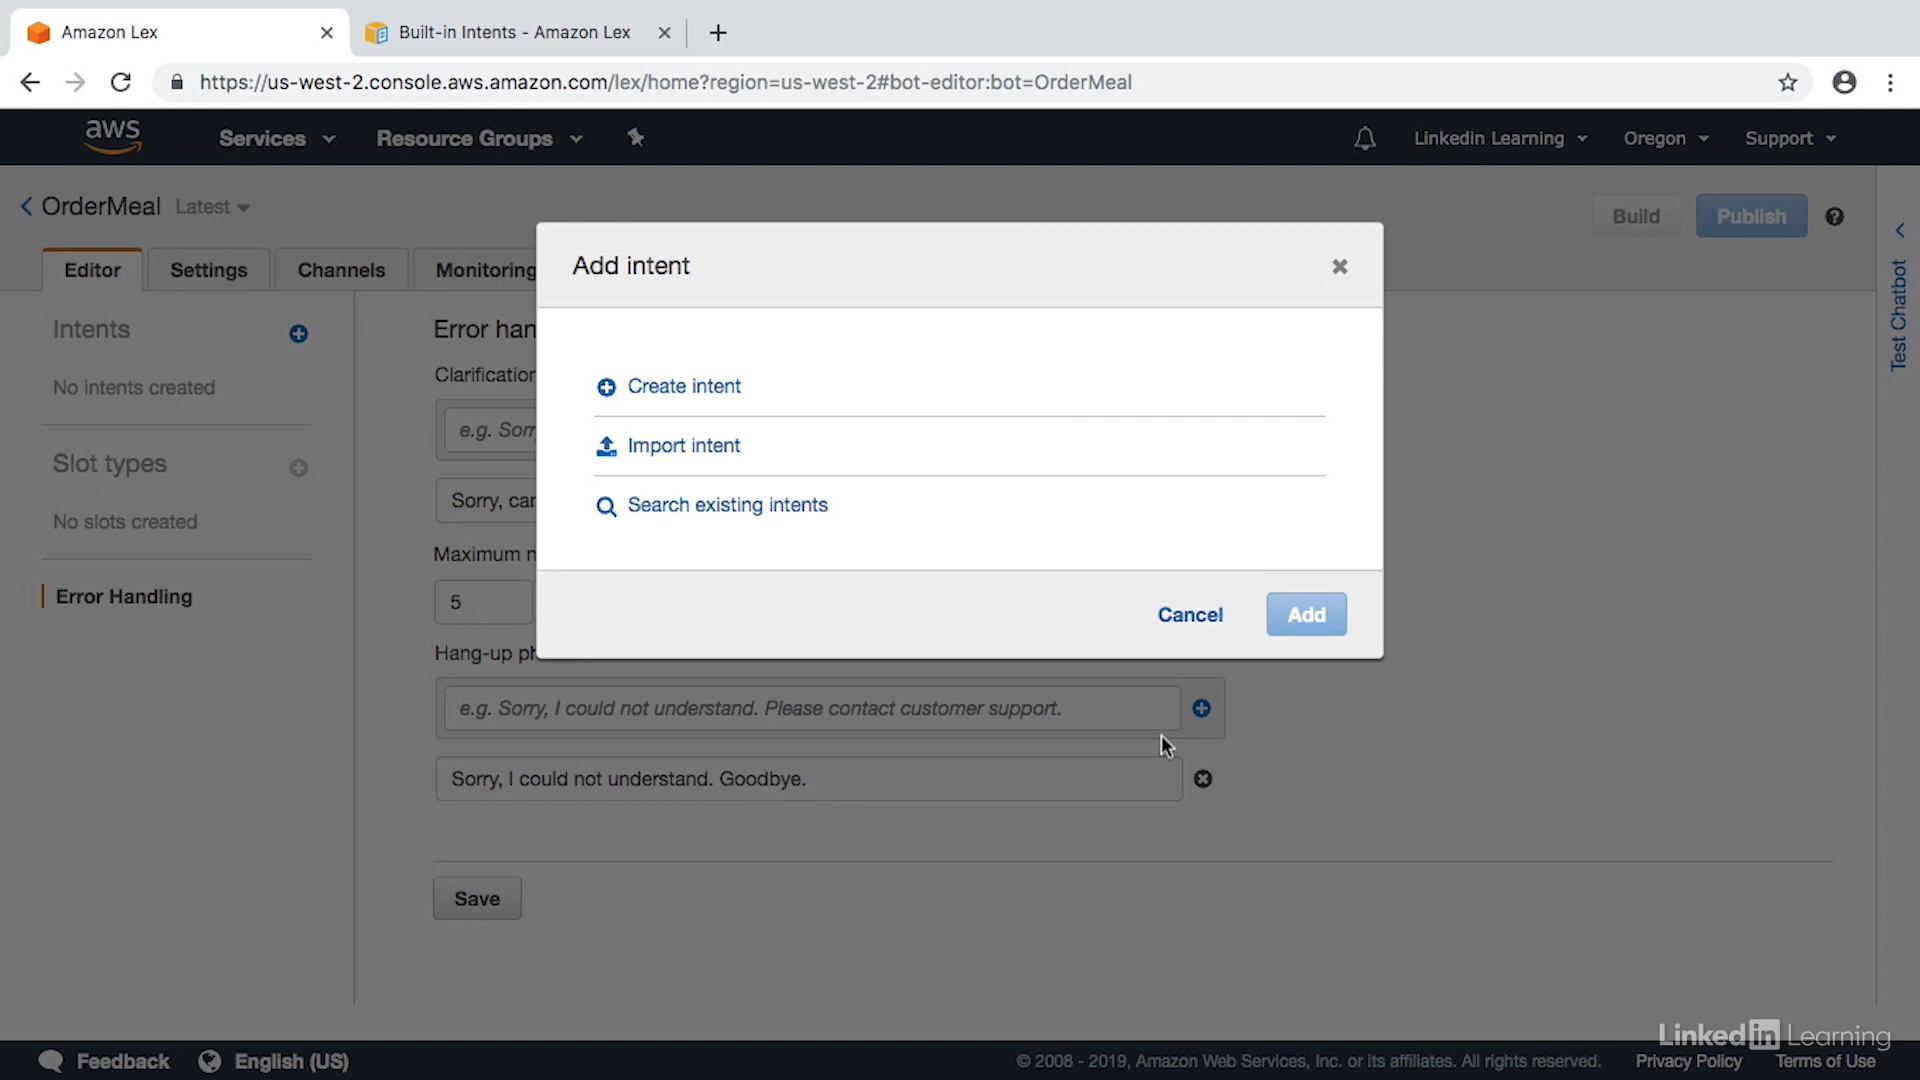 Amazon Lex
Built-in Intents - Amazon Lex
https://us-west-2.console.aws.amazon.com/lex/home?region=us-west-2#bot-editor:bot=OrderMeal
aws
Services
Resource Groups
Linkedin Learning
Oregon
Support
OrderMeal Latest
Build
Publish
Editor
Settings
Channels
Monitoring
Test Chatbot
Add intent
Create intent
Import intent
Search existing intents
Cancel
Add
Intents
No intents created
Slot types
No slots created
Error Handling
Error han
Clarification
e.g. Sorr
Sorry, can
Maximum n
5
Hang-up ph
e.g. Sorry, I could not understand. Please contact customer support.
Sorry, I could not understand. Goodbye.
Save
Linked in Learning
Feedback
English (US)
© 2008 - 2019, Amazon Web Services, Inc. or its affiliates. All rights reserved.
Privacy Policy
Terms of Use